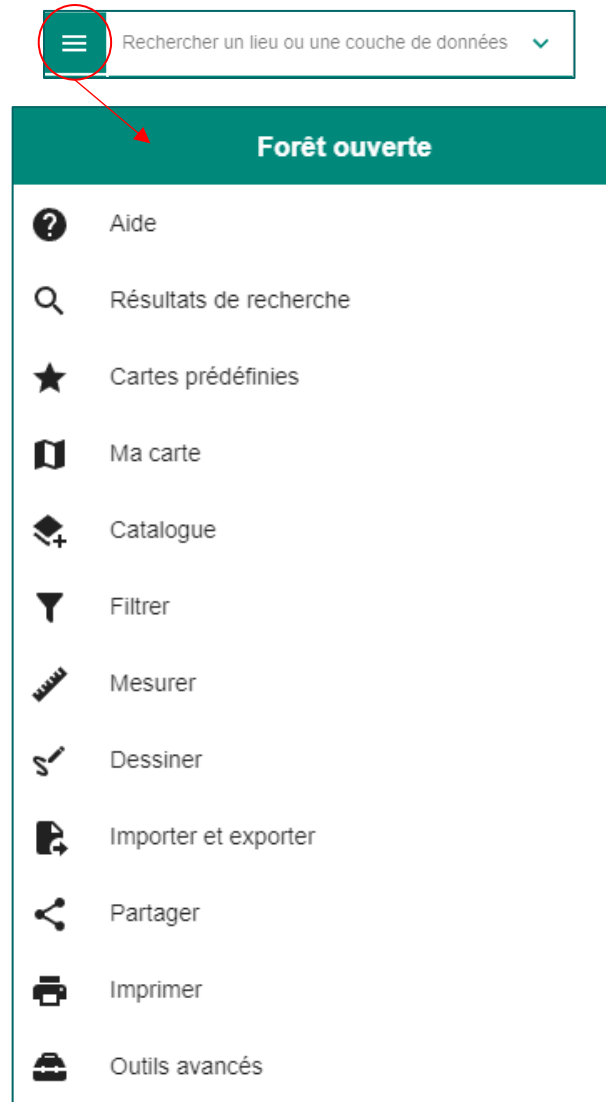 Rechercher un lieu ou une couche de données
Forêt ouverte
Aide
Résultats de recherche
Cartes prédéfinies
Ma carte
Catalogue
Filtrer
Mesurer
Dessiner
Importer et exporter
Partager
Imprimer
Outils avancés